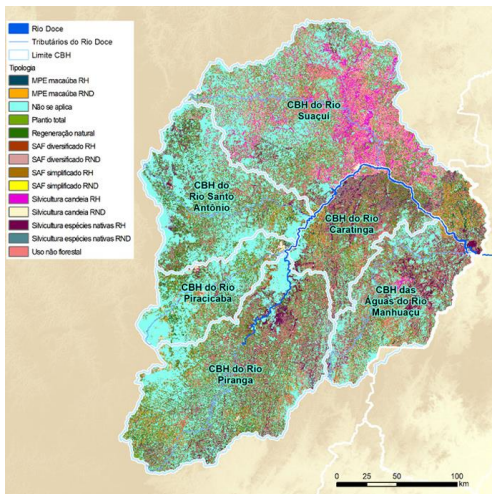 Rio Doce
Tributários do Rio Doce
Limite CBH
Tipologia
MPE macaúba RH
MPE macaúba RND
Não se aplica
Plantio total
Regeneração natural
SAF diversificado RH
SAF diversificado RND
SAF simplificado RH
SAF simplificado RND
Silvicultura candeia RH
Silvicultura candeia RND
Silvicultura espécies nativas RH
Silvicultura espécies nativas RND
Uso não florestal
CBH do Rio
Suaçuí
CBH do
Rio Santo
Antônio
CBH do Rio
Caratinga
CBH do Rio
Piracicaba
CBH das
Águas do Rio
Manhuaçu
CBH do Rio
Piranga
0 25 50 100
km